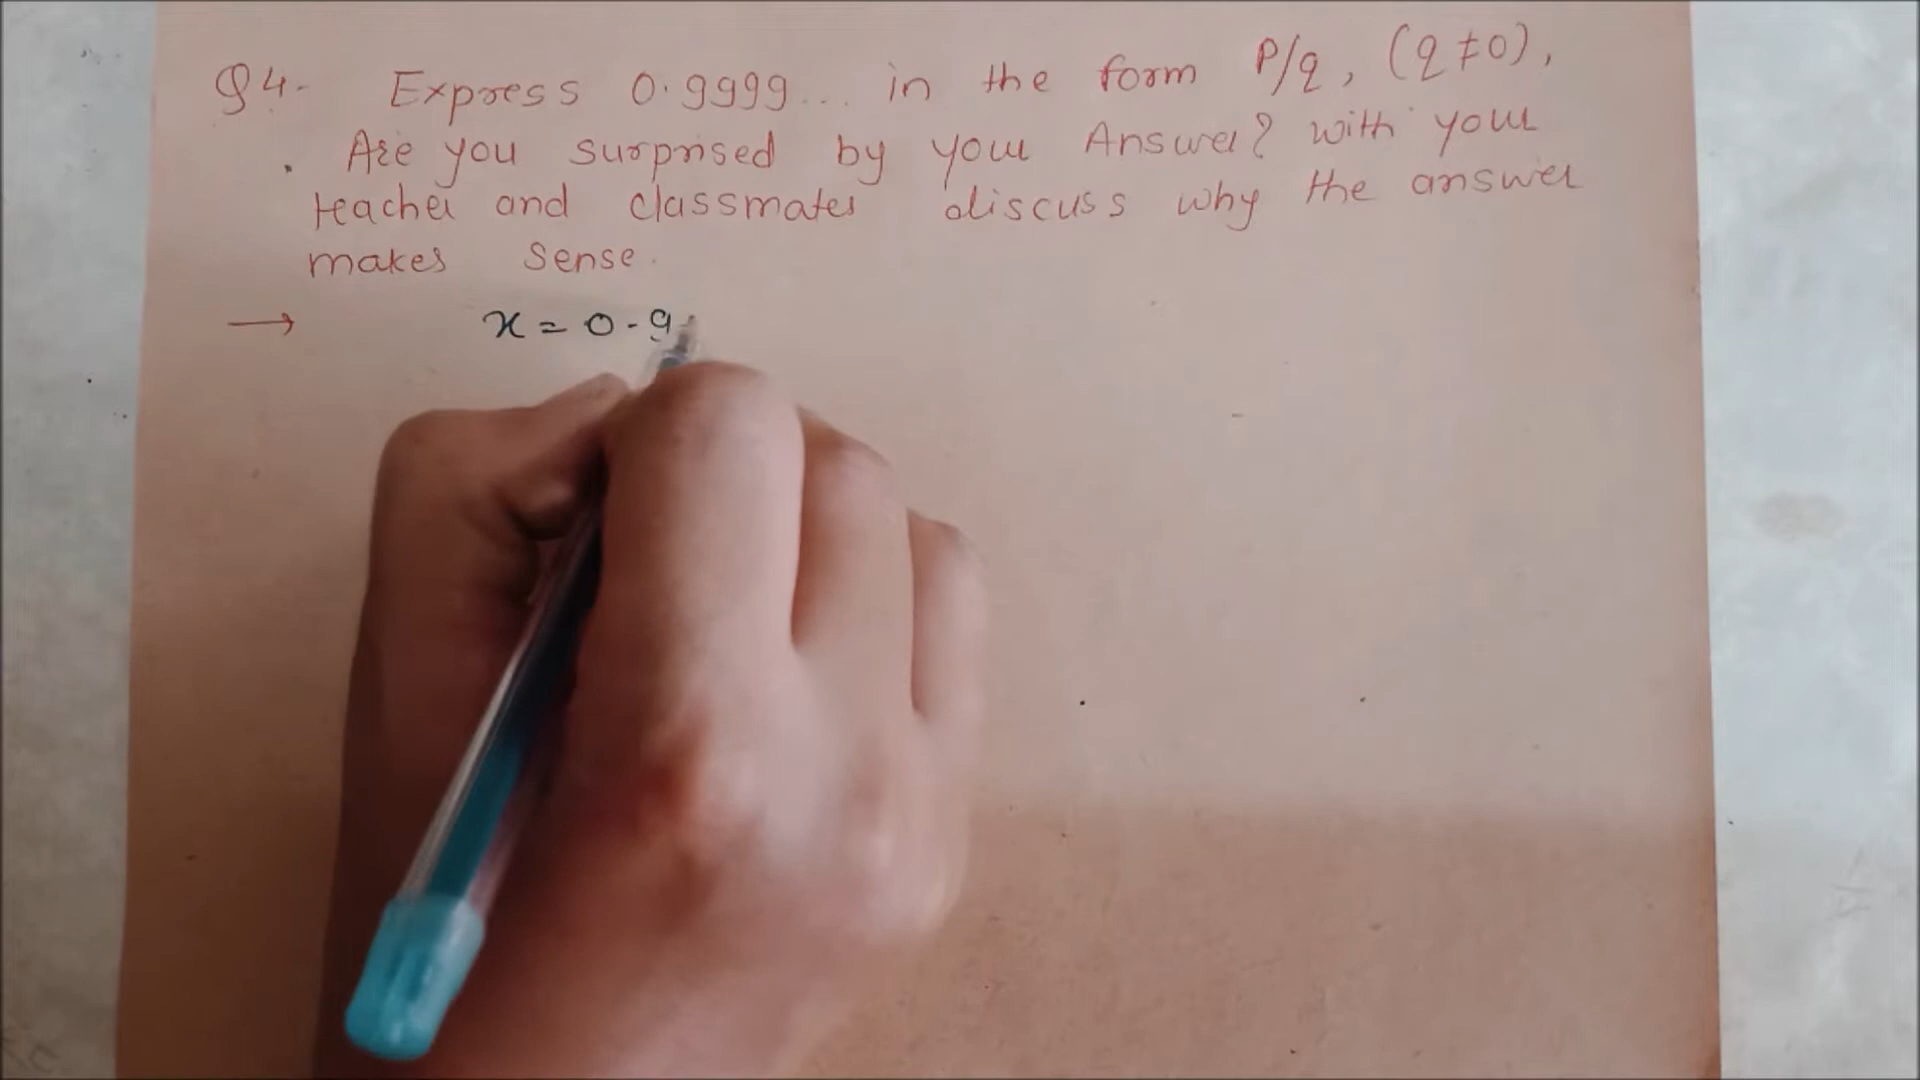 Q4. Express 0.9999... in the form P/q, (q ≠ 0),
Are you surprised by your Answer? with your
teacher and classmates discuss why the answer
makes sense.
→ x = 0.9